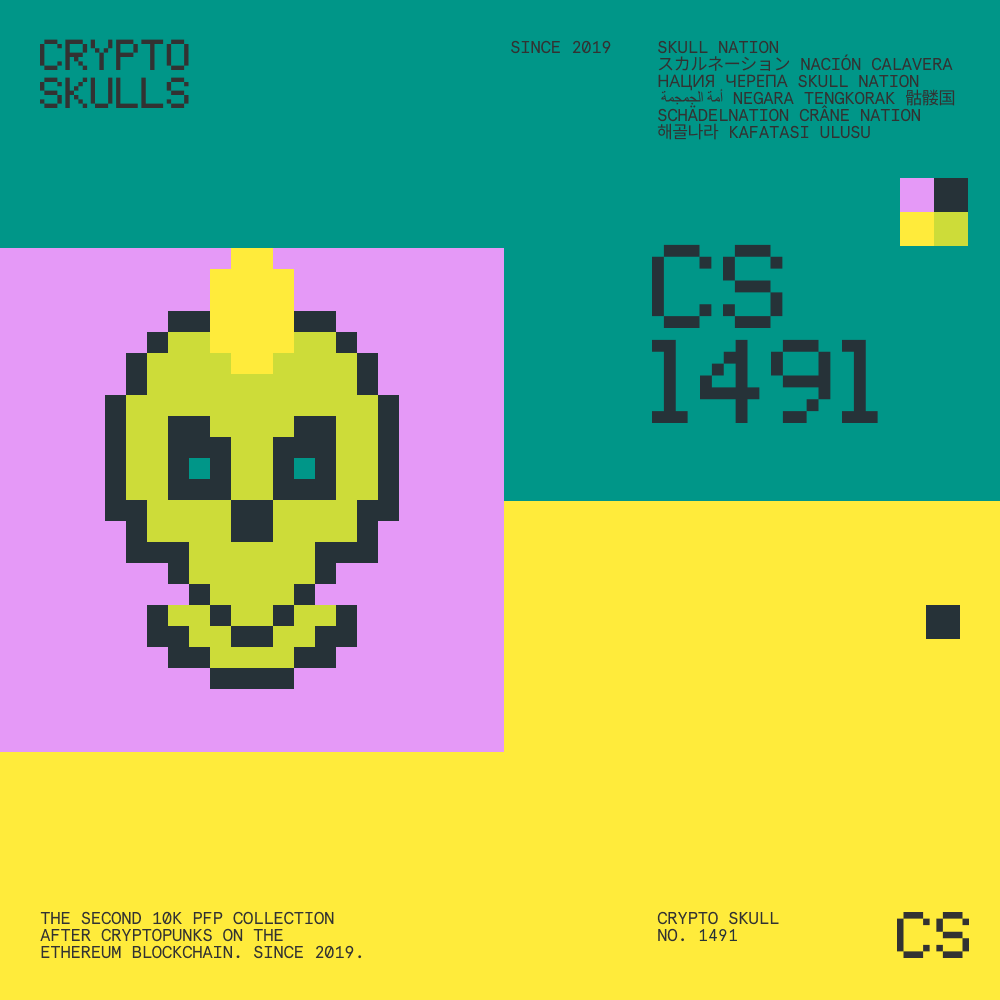 CRYPTO
SKULLS
SINCE 2019
SKULL NATION
スカルネーション NACIÓN CALAVERA
НАЦИЯ ЧЕРЕПА SKULL NATION
أمة الجمجمة NEGARA TENGKORAK 骷髅国
SCHÄDELNATION CRÂNE NATION
해골나라 KAFATASI ULUSU
CS
1491
THE SECOND 10K PFP COLLECTION
AFTER CRYPTOPUNKS ON THE
ETHEREUM BLOCKCHAIN. SINCE 2019.
CRYPTO SKULL
NO. 1491
CS